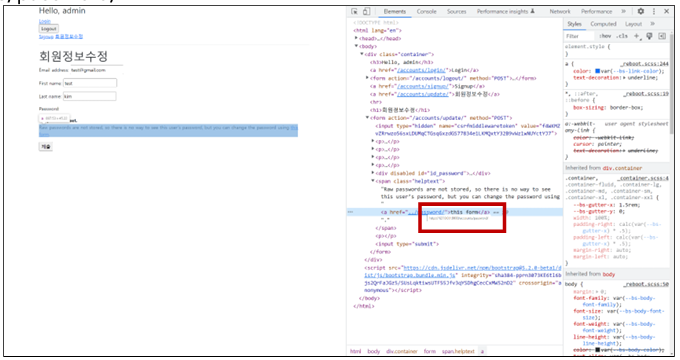 Hello, admin
Login
Logout
Signup 회원정보수정
회원정보수정
Email address: test@gmail.com
First name: test
Last name: kim
Password:
Raw passwords are not stored, so there is no way to see this user's password, but you can change the password using this
form.
제출
Elements Console Sources Performance insights Network Performance »
<!DOCTYPE html>
<html lang="en">
<head>…</head>
<body>
<div class="container">
<h1>Hello, admin</h1>
<a href="/accounts/login/">Login</a>
<form action="/accounts/logout/" method="POST">…</form>
<a href="/accounts/signup/">Signup</a>
<a href="/accounts/update/">회원정보수정</a>
<hr>
<h1>회원정보수정</h1>
<form action="/accounts/update/" method="POST">
<input type="hidden" name="csrfmiddlewaretoken" value=
<p>…</p>
<p>…</p>
<p>…</p>
<p>…</p>
<div disabled id="id_password">…</div>
<span class="helptext">
"Raw passwords are not stored, so there is no way to see
this user's password, but you can change the password using
"
<a href="../password/">this form</a>
"."
</span>
<p></p>
<input type="submit">
</form>
</div>
<script src="https://cdn.jsdelivr.net/npm/bootstrap@5.2.0-beta1/d
ist/js/bootstrap.bundle.min.js" integrity=
crossorigin="a
nonymous"></script>
</body>
</html>
html body div.container form span.helptext a
Styles Computed Layout »
Filter :hov .cls +
element.style {
}
a { _reboot.scss:244
color: var(--bs-link-color);
text-decoration: underline;
}
*, ::after, _reboot.scss:19
::before {
box-sizing: border-box;
}
a:-webkit- user agent stylesheet
any-link {
color: -webkit-link;
cursor: pointer;
text-decoration: underline;
}
Inherited from div.container
.container, _container.scss:4
.container-fluid, .container-lg,
.container-md, .container-sm,
.container-xl, .container-xxl {
--bs-gutter-x: 1.5rem;
--bs-gutter-y: 0;
width: 100%;
padding-right: calc(var(--bs-
gutter-x) * .5);
padding-left: calc(var(--bs-
gutter-x) * .5);
margin-right: auto;
margin-left: auto;
}
Inherited from body
body { _reboot.scss:50
margin: 0;
font-family: var(--bs-body-
font-family);
font-size: var(--bs-body-font-
size);
font-weight: var(--bs-body-
font-weight);
line-height: var(--bs-body-
line-height);
color: var(--bs-body-color);